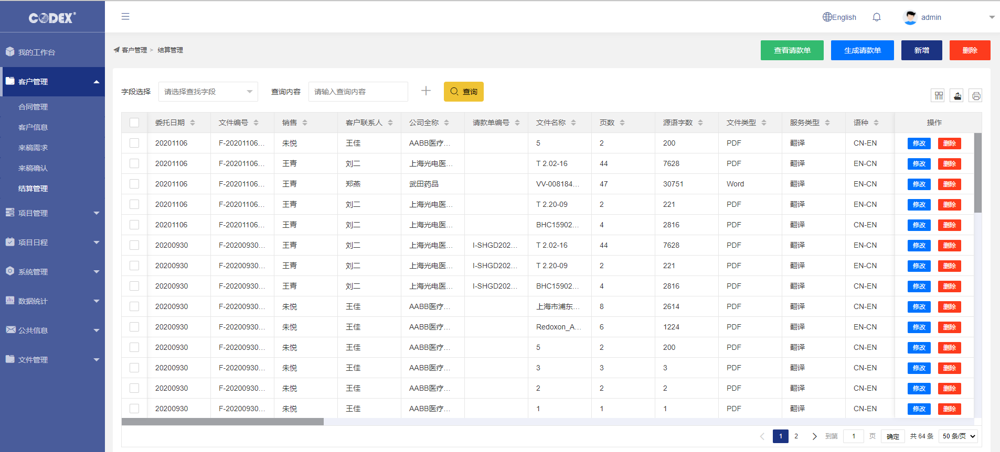 CODEX®
English
admin
我的工作台
客户管理
合同管理
客户信息
来稿需求
来稿确认
结算管理
项目管理
项目日程
系统管理
数据统计
公共信息
文件管理
客户管理 > 结算管理
查看请款单 生成请款单 新增 删除
字段选择 请选择查找字段 查询内容 请输入查询内容 查询
委托日期 文件编号 销售 客户联系人 公司全称 请款单编号 文件名称 页数 源语字数 文件类型 服务类型 语种 操作
20201106 F-20201106... 朱悦 王佳 AABB医疗... 5 2 200 PDF 翻译 CN-EN 修改 删除
20201106 F-20201106... 王青 刘二 上海光电医... T 2.02-16 44 7628 PDF 翻译 EN-CN 修改 删除
20201106 F-20201106... 王青 郑燕 武田药品 VV-008184... 47 30751 Word 翻译 EN-CN 修改 删除
20201106 F-20201106... 王青 刘二 上海光电医... T 2.20-09 2 221 PDF 翻译 EN-CN 修改 删除
20201106 F-20201106... 王青 刘二 上海光电医... BHC15902... 4 2816 PDF 翻译 CN-EN 修改 删除
20200930 F-20200930... 王青 刘二 上海光电医... I-SHGD202... T 2.02-16 44 7628 PDF 翻译 EN-CN 修改 删除
20200930 F-20200930... 王青 刘二 上海光电医... I-SHGD202... T 2.20-09 2 221 PDF 翻译 EN-CN 修改 删除
20200930 F-20200930... 王青 刘二 上海光电医... I-SHGD202... BHC15902... 4 2816 PDF 翻译 CN-EN 修改 删除
20200930 F-20200930... 朱悦 王佳 AABB医疗... 上海市浦东... 8 2614 PDF 翻译 CN-EN 修改 删除
20200930 F-20200930... 朱悦 王佳 AABB医疗... Redoxon_A... 6 1224 PDF 翻译 EN-CN 修改 删除
20200930 F-20200930... 朱悦 王佳 AABB医疗... 5 2 200 PDF 翻译 CN-EN 修改 删除
20200930 F-20200930... 朱悦 王佳 AABB医疗... 3 3 3 PDF 翻译 CN-EN 修改 删除
20200930 F-20200930... 朱悦 王佳 AABB医疗... 2 2 2 PDF 翻译 CN-EN 修改 删除
20200930 F-20200930... 朱悦 王佳 AABB医疗... 1 1 1 PDF 翻译 CN-EN 修改 删除
1 2 到第 1 页 确定 共 64 条 50 条/页